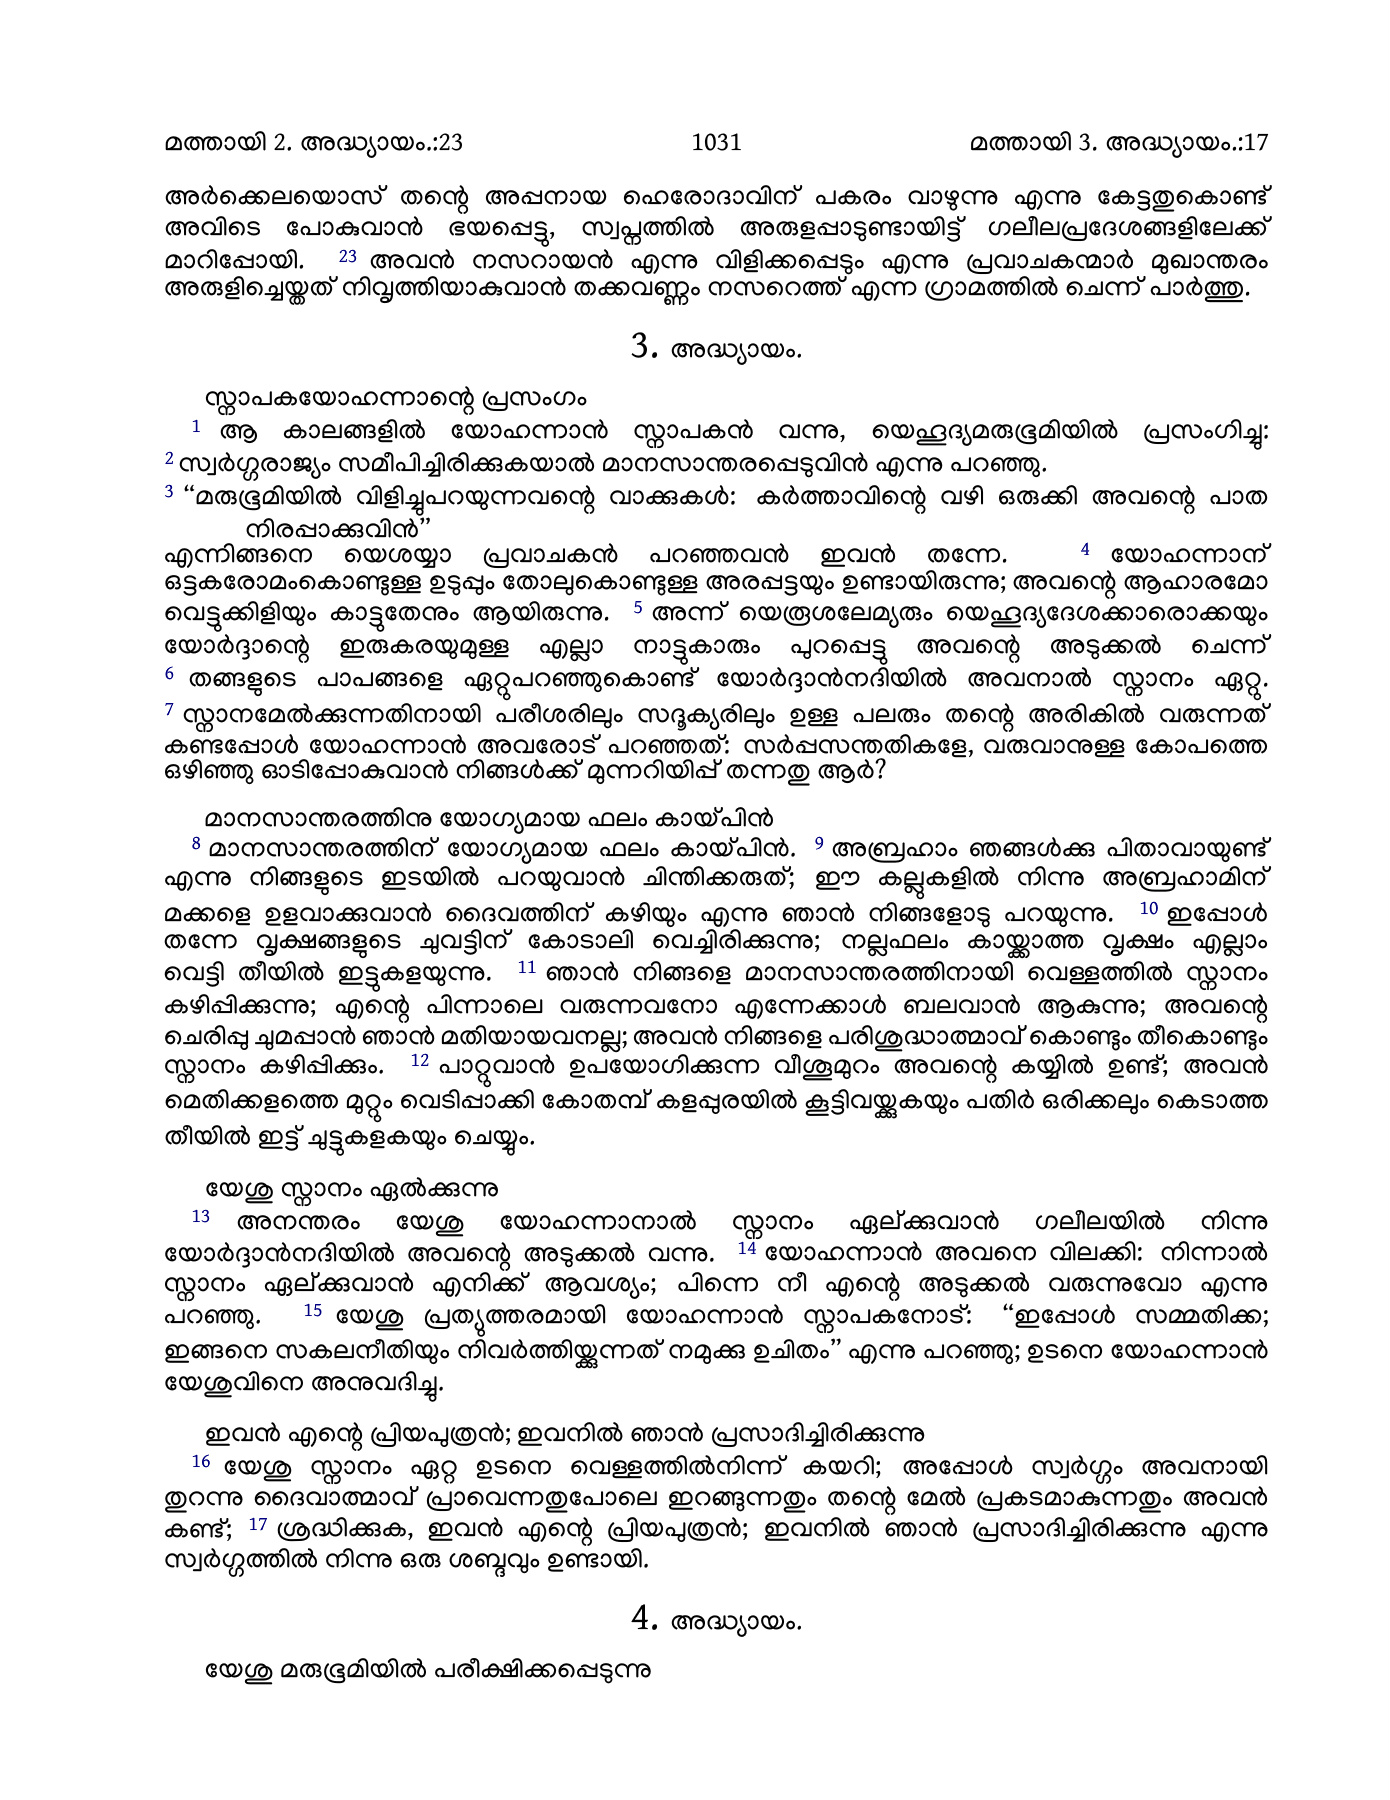 മത്തായി 2. അദ്ധ്യായം.:23 1031 മത്തായി 3. അദ്ധ്യായം.:17
അർക്കെലയൊസ് തന്റെ അപ്പനായ ഹെരോദാവിന് പകരം വാഴുന്നു എന്നു കേട്ടതുകൊണ്ട്
അവിടെ പോകുവാൻ ഭയപ്പെട്ടു, സ്വപ്നത്തിൽ അരുളപ്പാടുണ്ടായിട്ട് ഗലീലപ്രദേശങ്ങളിലേക്ക്
മാറിപ്പോയി. 23 അവൻ നസറായൻ എന്നു വിളിക്കപ്പെടും എന്നു പ്രവാചകന്മാർ മുഖാന്തരം
അരുളിച്ചെയ്തത് നിവൃത്തിയാകുവാൻ തക്കവണ്ണം നസറെത്ത് എന്ന ഗ്രാമത്തിൽ ചെന്ന് പാർത്തു.
3. അദ്ധ്യായം.
സ്നാപകയോഹന്നാന്റെ പ്രസംഗം
1 ആ കാലങ്ങളിൽ യോഹന്നാൻ സ്നാപകൻ വന്നു, യെഹൂദ്യമരുഭൂമിയിൽ പ്രസംഗിച്ചു:
2 സ്വർഗ്ഗരാജ്യം സമീപിച്ചിരിക്കുകയാൽ മാനസാന്തരപ്പെടുവിൻ എന്നു പറഞ്ഞു.
3 “മരുഭൂമിയിൽ വിളിച്ചുപറയുന്നവന്റെ വാക്കുകൾ: കർത്താവിന്റെ വഴി ഒരുക്കി അവന്റെ പാത
നിരപ്പാക്കുവിൻ”
എന്നിങ്ങനെ യെശയ്യാ പ്രവാചകൻ പറഞ്ഞവൻ ഇവൻ തന്നേ. 4 യോഹന്നാന്
ഒട്ടകരോമംകൊണ്ടുള്ള ഉടുപ്പും തോലുകൊണ്ടുള്ള അരപ്പട്ടയും ഉണ്ടായിരുന്നു; അവന്റെ ആഹാരമോ
വെട്ടുക്കിളിയും കാട്ടുതേനും ആയിരുന്നു. 5 അന്ന് യെരൂശലേമ്യരും യെഹൂദ്യദേശക്കാരൊക്കയും
യോർദ്ദാന്റെ ഇരുകരയുമുള്ള എല്ലാ നാട്ടുകാരും പുറപ്പെട്ടു അവന്റെ അടുക്കൽ ചെന്ന്
6 തങ്ങളുടെ പാപങ്ങളെ ഏറ്റുപറഞ്ഞുകൊണ്ട് യോർദ്ദാൻനദിയിൽ അവനാൽ സ്നാനം ഏറ്റു.
7 സ്നാനമേൽക്കുന്നതിനായി പരീശരിലും സദൂക്യരിലും ഉള്ള പലരും തന്റെ അരികിൽ വരുന്നത്
കണ്ടപ്പോൾ യോഹന്നാൻ അവരോട് പറഞ്ഞത്: സർപ്പസന്തതികളേ, വരുവാനുള്ള കോപത്തെ
ഒഴിഞ്ഞു ഓടിപ്പോകുവാൻ നിങ്ങൾക്ക് മുന്നറിയിപ്പ് തന്നതു ആർ?
മാനസാന്തരത്തിനു യോഗ്യമായ ഫലം കായ്പിൻ
8 മാനസാന്തരത്തിന് യോഗ്യമായ ഫലം കായ്പിൻ. 9 അബ്രഹാം ഞങ്ങൾക്കു പിതാവായുണ്ട്
എന്നു നിങ്ങളുടെ ഇടയിൽ പറയുവാൻ ചിന്തിക്കരുത്; ഈ കല്ലുകളിൽ നിന്നു അബ്രഹാമിന്
മക്കളെ ഉളവാക്കുവാൻ ദൈവത്തിന് കഴിയും എന്നു ഞാൻ നിങ്ങളോടു പറയുന്നു. 10 ഇപ്പോൾ
തന്നേ വൃക്ഷങ്ങളുടെ ചുവട്ടിന് കോടാലി വെച്ചിരിക്കുന്നു; നല്ലഫലം കായ്ക്കാത്ത വൃക്ഷം എല്ലാം
വെട്ടി തീയിൽ ഇട്ടുകളയുന്നു. 11 ഞാൻ നിങ്ങളെ മാനസാന്തരത്തിനായി വെള്ളത്തിൽ സ്നാനം
കഴിപ്പിക്കുന്നു; എന്റെ പിന്നാലെ വരുന്നവനോ എന്നേക്കാൾ ബലവാൻ ആകുന്നു; അവന്റെ
ചെരിപ്പു ചുമപ്പാൻ ഞാൻ മതിയായവനല്ല; അവൻ നിങ്ങളെ പരിശുദ്ധാത്മാവ് കൊണ്ടും തീകൊണ്ടും
സ്നാനം കഴിപ്പിക്കും. 12 പാറ്റുവാൻ ഉപയോഗിക്കുന്ന വീശൂമുറം അവന്റെ കയ്യിൽ ഉണ്ട്; അവൻ
മെതിക്കളത്തെ മുറ്റും വെടിപ്പാക്കി കോതമ്പ് കളപ്പുരയിൽ കൂട്ടിവയ്ക്കുകയും പതിർ ഒരിക്കലും കെടാത്ത
തീയിൽ ഇട്ട് ചുട്ടുകളകയും ചെയ്യും.
യേശു സ്നാനം ഏൽക്കുന്നു
13 അനന്തരം യേശു യോഹന്നാനാൽ സ്നാനം ഏല്ക്കുവാൻ ഗലീലയിൽ നിന്നു
യോർദ്ദാൻനദിയിൽ അവന്റെ അടുക്കൽ വന്നു. 14 യോഹന്നാൻ അവനെ വിലക്കി: നിന്നാൽ
സ്നാനം ഏല്ക്കുവാൻ എനിക്ക് ആവശ്യം; പിന്നെ നീ എന്റെ അടുക്കൽ വരുന്നുവോ എന്നു
പറഞ്ഞു. 15 യേശു പ്രത്യുത്തരമായി യോഹന്നാൻ സ്നാപകനോട്: “ഇപ്പോൾ സമ്മതിക്ക;
ഇങ്ങനെ സകലനീതിയും നിവർത്തിയ്ക്കുന്നത് നമുക്കു ഉചിതം” എന്നു പറഞ്ഞു; ഉടനെ യോഹന്നാൻ
യേശുവിനെ അനുവദിച്ചു.
ഇവൻ എന്റെ പ്രിയപുത്രൻ; ഇവനിൽ ഞാൻ പ്രസാദിച്ചിരിക്കുന്നു
16 യേശു സ്നാനം ഏറ്റ ഉടനെ വെള്ളത്തിൽനിന്ന് കയറി; അപ്പോൾ സ്വർഗ്ഗം അവനായി
തുറന്നു ദൈവാത്മാവ് പ്രാവെന്നതുപോലെ ഇറങ്ങുന്നതും തന്റെ മേൽ പ്രകടമാകുന്നതും അവൻ
കണ്ട്; 17 ശ്രദ്ധിക്കുക, ഇവൻ എന്റെ പ്രിയപുത്രൻ; ഇവനിൽ ഞാൻ പ്രസാദിച്ചിരിക്കുന്നു എന്നു
സ്വർഗ്ഗത്തിൽ നിന്നു ഒരു ശബ്ദവും ഉണ്ടായി.
4. അദ്ധ്യായം.
യേശു മരുഭൂമിയിൽ പരീക്ഷിക്കപ്പെടുന്നു